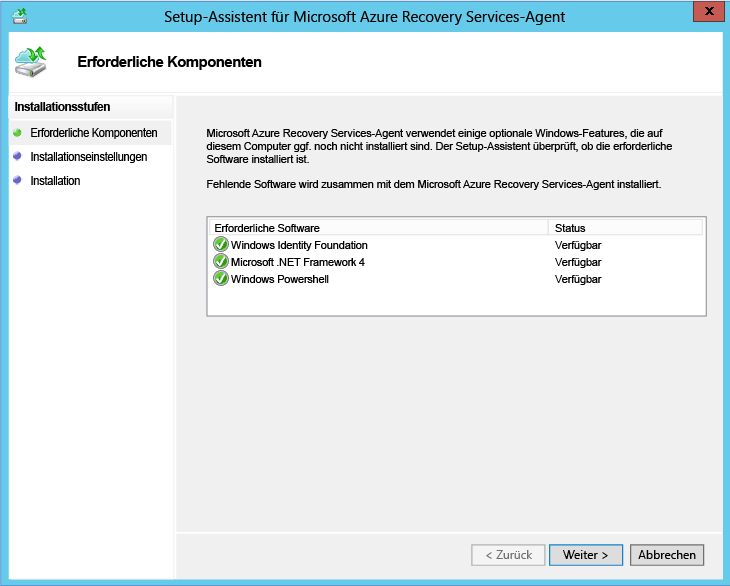 Setup-Assistent für Microsoft Azure Recovery Services-Agent
x
Erforderliche Komponenten
Installationsstufen
Erforderliche Komponenten
Installationseinstellungen
Installation
Microsoft Azure Recovery Services-Agent verwendet einige optionale Windows-Features, die auf
diesem Computer ggf. noch nicht installiert sind. Der Setup-Assistent überprüft, ob die erforderliche
Software installiert ist.
Fehlende Software wird zusammen mit dem Microsoft Azure Recovery Services-Agent installiert.
Erforderliche Software Status
Windows Identity Foundation Verfügbar
Microsoft .NET Framework 4 Verfügbar
Windows Powershell Verfügbar
< Zurück Weiter > Abbrechen